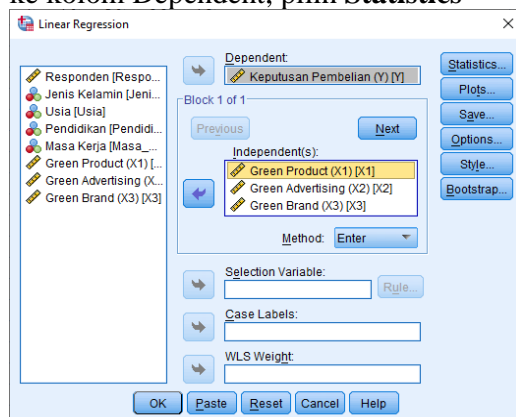 ke kolom Dependent, pilih Statistics
Linear Regression
Responden [Respo...
Jenis Kelamin [Jeni...
Usia [Usia]
Pendidikan [Pendidi...
Masa Kerja [Masa_...
Green Product (X1) [...
Green Advertising (X...
Green Brand (X3) [X3]
Dependent:
Keputusan Pembelian (Y) [Y]
Block 1 of 1
Previous
Next
Independent(s):
Green Product (X1) [X1]
Green Advertising (X2) [X2]
Green Brand (X3) [X3]
Method: Enter
Selection Variable:
Rule...
Case Labels:
WLS Weight:
Statistics...
Plots...
Save...
Options...
Style...
Bootstrap...
OK Paste Reset Cancel Help